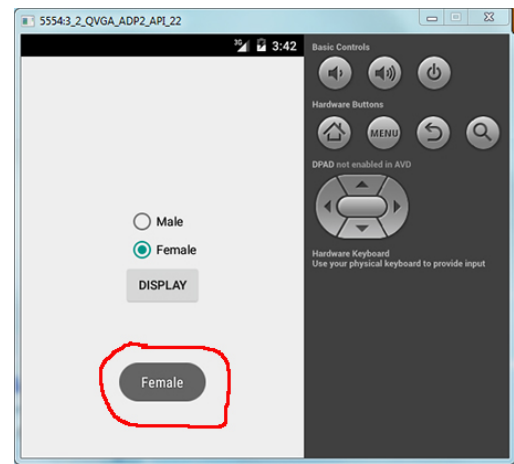 5554:3_2_QVGA_ADP2_API_22
3G 3:42
Male
Female
DISPLAY
Female
Basic Controls
Hardware Buttons
MENU
DPAD not enabled in AVD
Hardware Keyboard
Use your physical keyboard to provide input